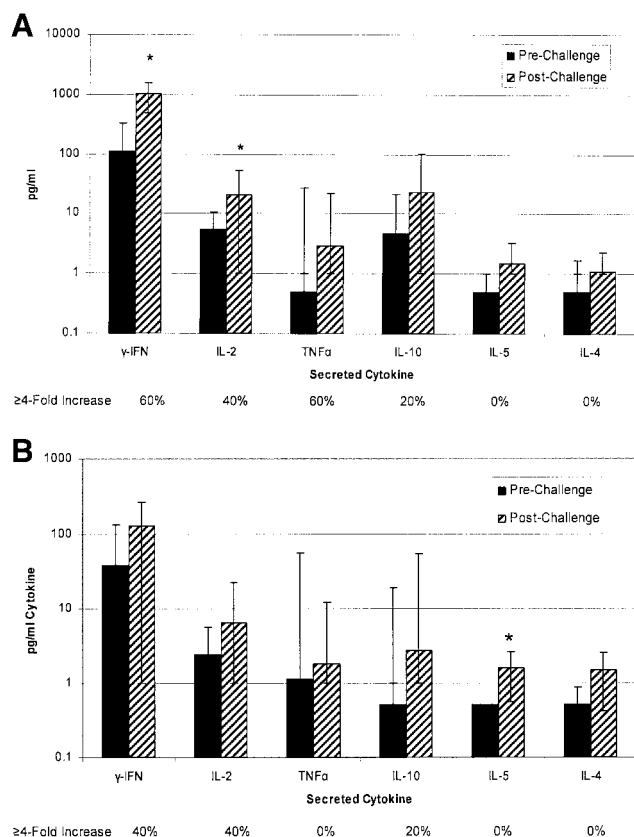 A
10000
1000
100
10
1
0.1
pg/ml
Pre-Challenge
Post-Challenge
*
*
γ-IFN IL-2 TNFα IL-10 IL-5 IL-4
Secreted Cytokine
≥4-Fold Increase 60% 40% 60% 20% 0% 0%
B
1000
100
10
1
0.1
pg/ml Cytokine
Pre-Challenge
Post-Challenge
*
γ-IFN IL-2 TNFα IL-10 IL-5 IL-4
Secreted Cytokine
≥4-Fold Increase 40% 40% 0% 20% 0% 0%